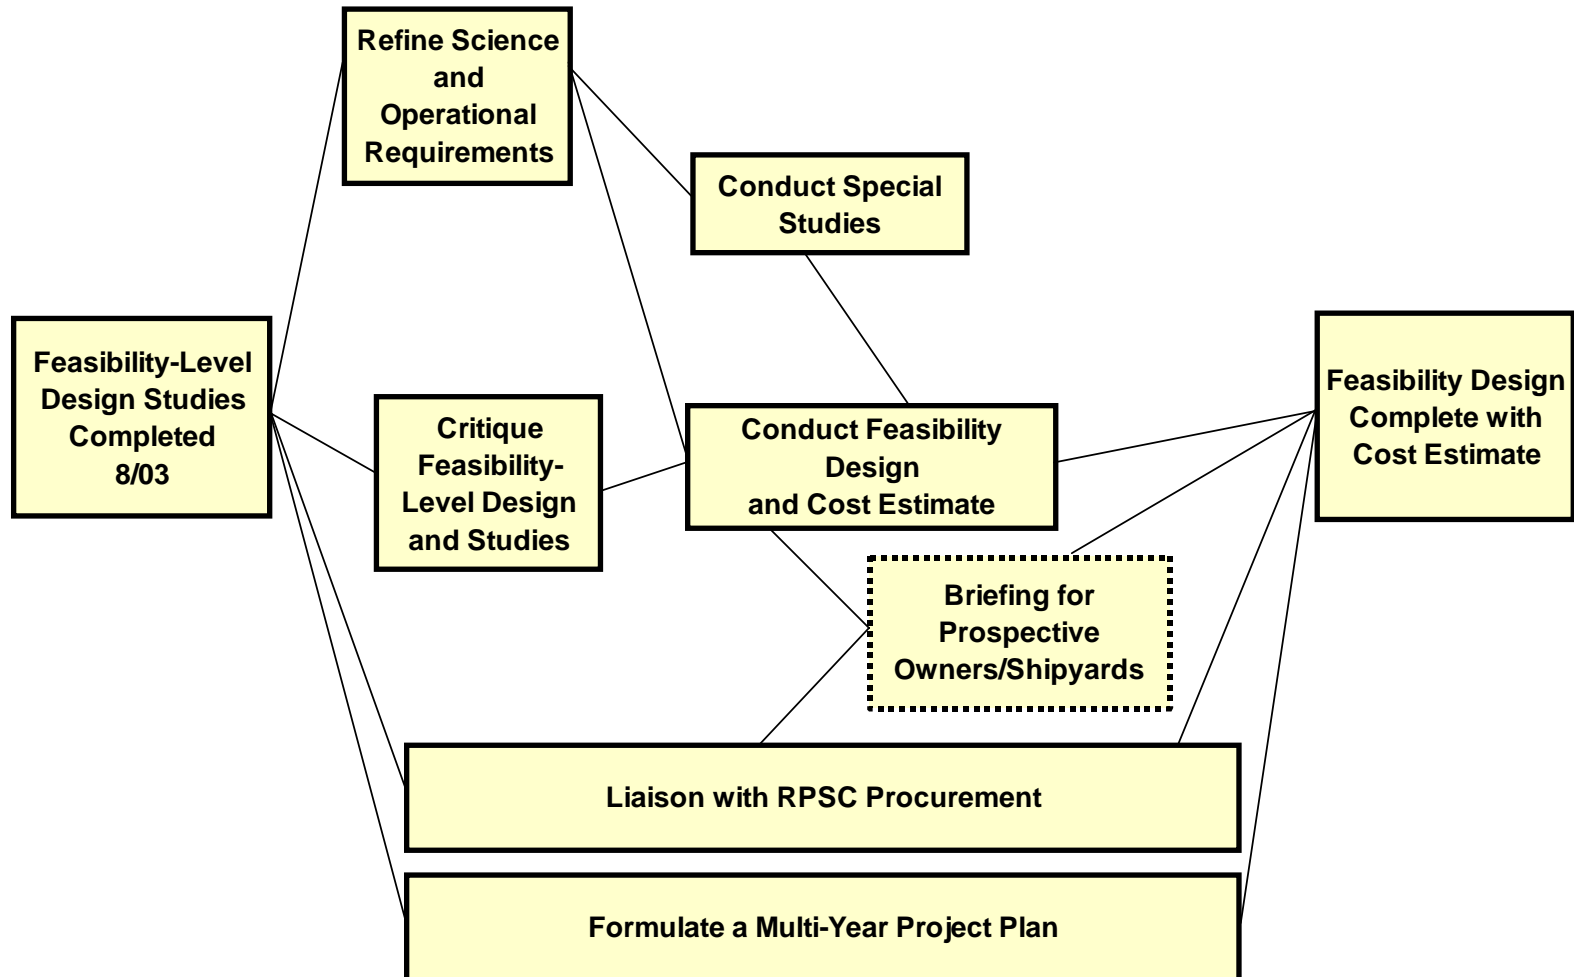 Refine Science
and
Operational
Requirements
Conduct Special
Studies
Feasibility-Level
Design Studies
Completed
8/03
Critique
Feasibility-
Level Design
and Studies
Conduct Feasibility
Design
and Cost Estimate
Feasibility Design
Complete with
Cost Estimate
Briefing for
Prospective
Owners/Shipyards
Liaison with RPSC Procurement
Formulate a Multi-Year Project Plan